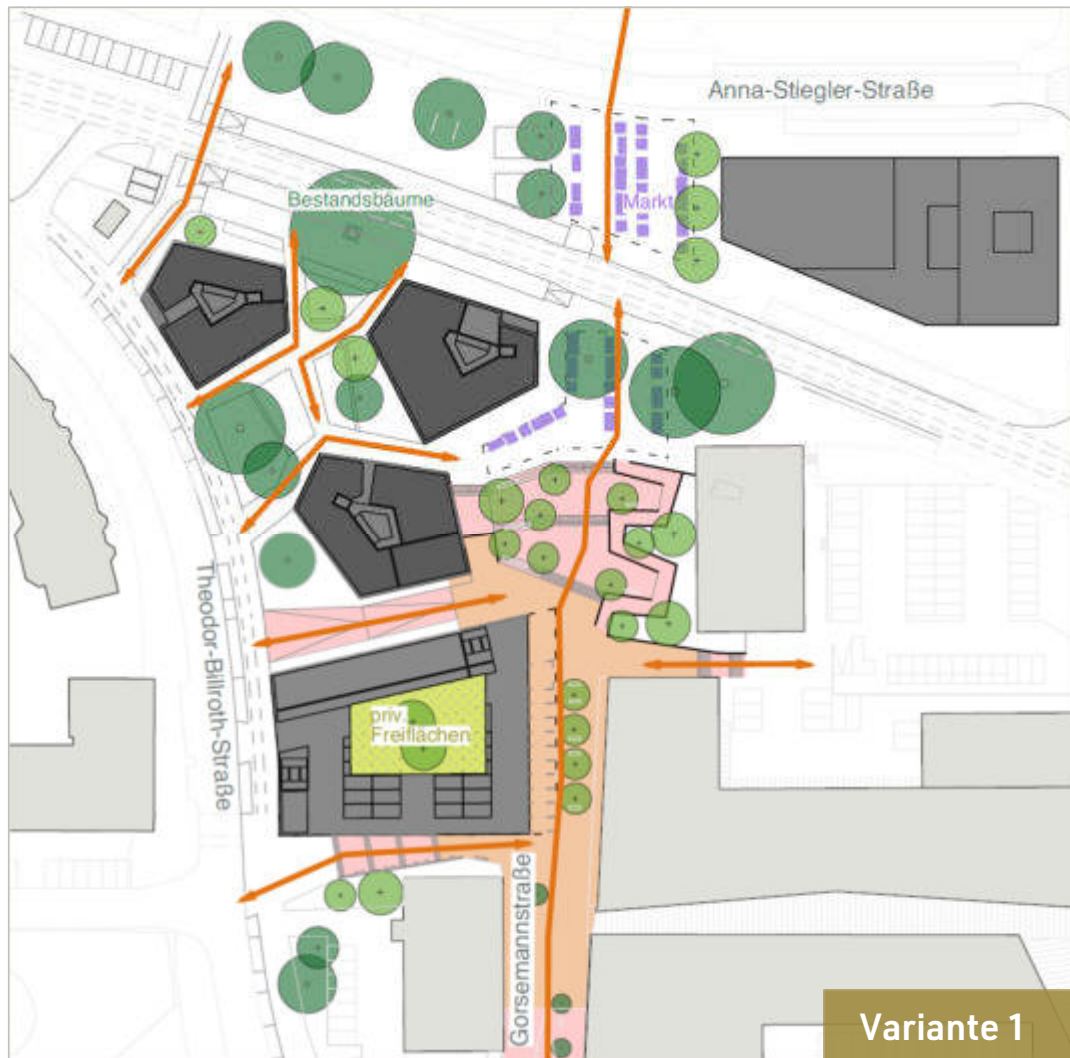 Anna-Stiegler-Straße
Bestandsbäume
Markt
Theodor-Billroth-Straße
priv.
Freiflächen
Gorsemannstraße
Variante 1